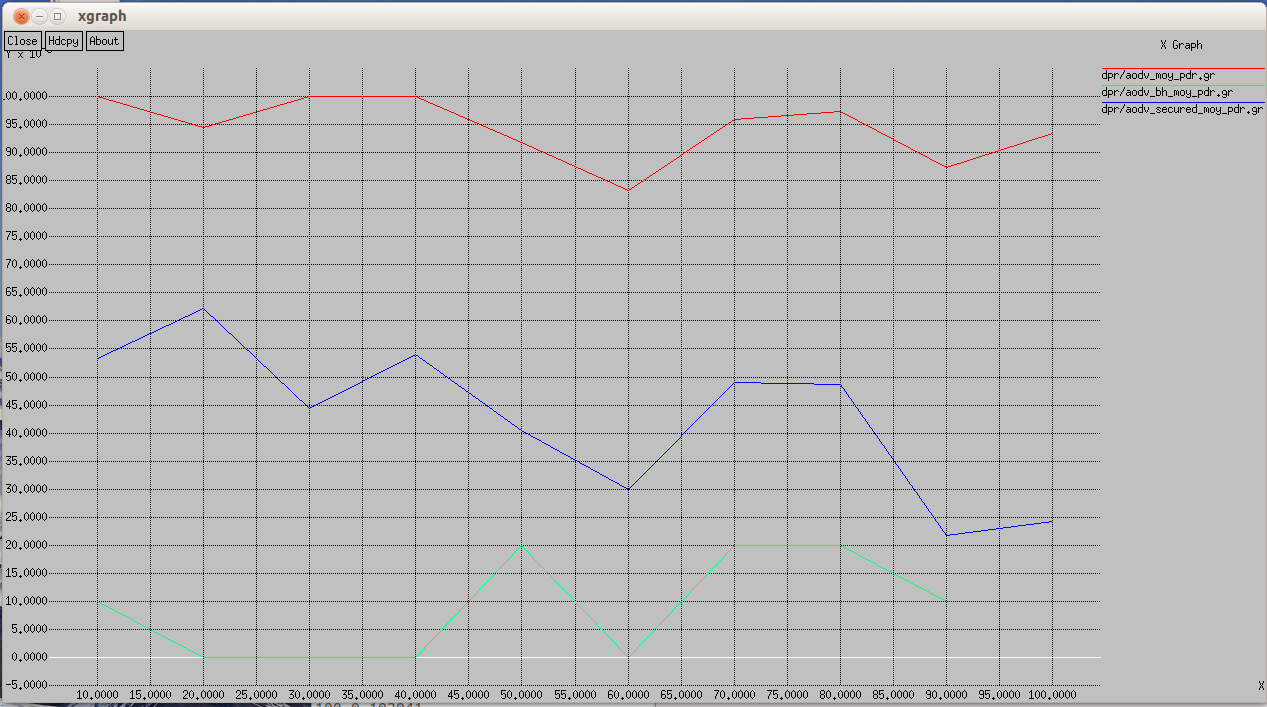 xgraph
Close Hdcpy About
Y x 10
X Graph
dpr/aodv_moy_pdr.gr
dpr/aodv_bh_moy_pdr.gr
dpr/aodv_secured_moy_pdr.gr
00.0000
95.0000
90.0000
85.0000
80.0000
75.0000
70.0000
65.0000
60.0000
55.0000
50.0000
45.0000
40.0000
35.0000
30.0000
25.0000
20.0000
15.0000
10.0000
5.0000
0.0000
-5.0000
X
10.0000 15.0000 20.0000 25.0000 30.0000 35.0000 40.0000 45.0000 50.0000 55.0000 60.0000 65.0000 70.0000 75.0000 80.0000 85.0000 90.0000 95.0000 100.0000